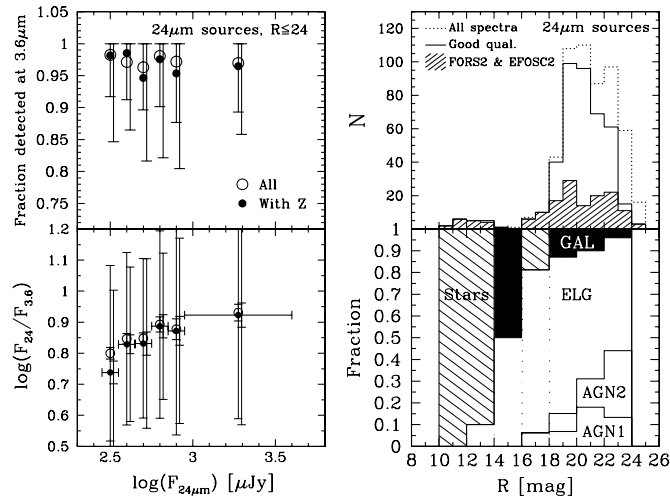 24μm sources, R≦24
Fraction detected at 3.6μm
1
0.95
0.9
0.85
0.8
0.75
All
With Z
1.2
1.1
1
0.9
0.8
0.7
0.6
0.5
log(F24/F3.6)
2.5
3
3.5
log(F24μm) [μJy]
24μm sources
All spectra
Good qual.
FORS2 & EFOSC2
N
120
100
80
60
40
20
1
0.9
0.8
0.7
0.6
0.5
0.4
0.3
0.2
0.1
0
Fraction
GAL
Stars
ELG
AGN2
AGN1
8
10
12
14
16
18
20
22
24
26
R [mag]